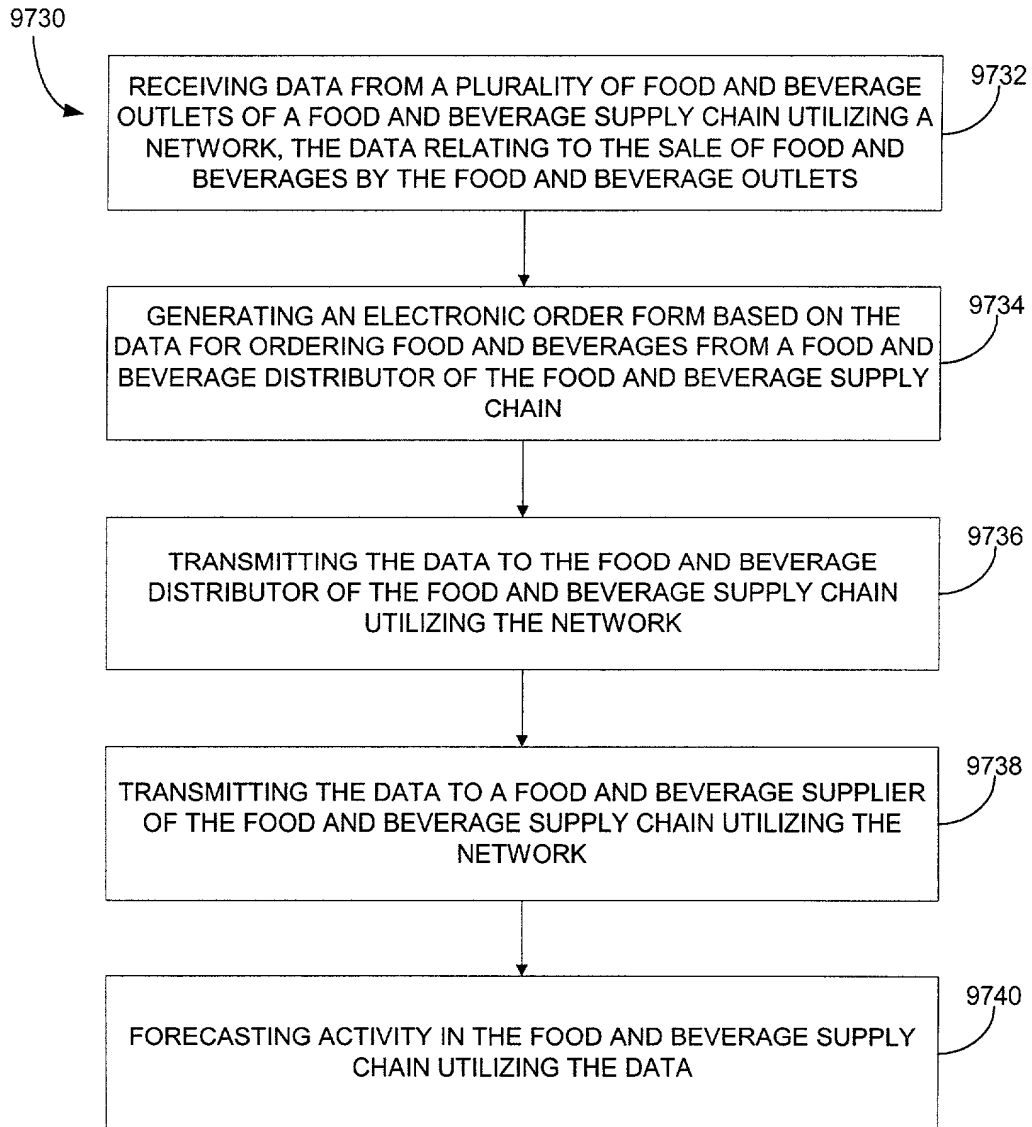 9730
RECEIVING DATA FROM A PLURALITY OF FOOD AND BEVERAGE
OUTLETS OF A FOOD AND BEVERAGE SUPPLY CHAIN UTILIZING A
NETWORK, THE DATA RELATING TO THE SALE OF FOOD AND
BEVERAGES BY THE FOOD AND BEVERAGE OUTLETS
9732
GENERATING AN ELECTRONIC ORDER FORM BASED ON THE
DATA FOR ORDERING FOOD AND BEVERAGES FROM A FOOD AND
BEVERAGE DISTRIBUTOR OF THE FOOD AND BEVERAGE SUPPLY
CHAIN
9734
TRANSMITTING THE DATA TO THE FOOD AND BEVERAGE
DISTRIBUTOR OF THE FOOD AND BEVERAGE SUPPLY CHAIN
UTILIZING THE NETWORK
9736
TRANSMITTING THE DATA TO A FOOD AND BEVERAGE SUPPLIER
OF THE FOOD AND BEVERAGE SUPPLY CHAIN UTILIZING THE
NETWORK
9738
FORECASTING ACTIVITY IN THE FOOD AND BEVERAGE SUPPLY
CHAIN UTILIZING THE DATA
9740